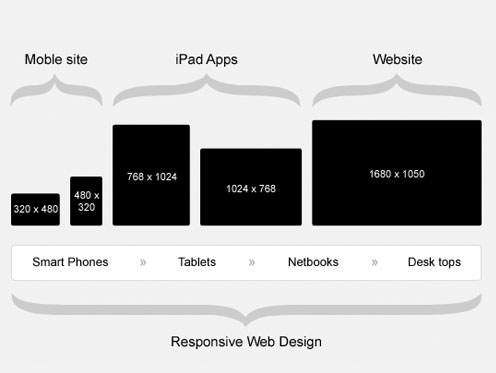 Moble site
iPad Apps
Website
320 x 480
480 x
320
768 x 1024
1024 x 768
1680 x 1050
Smart Phones » Tablets » Netbooks » Desk tops
Responsive Web Design